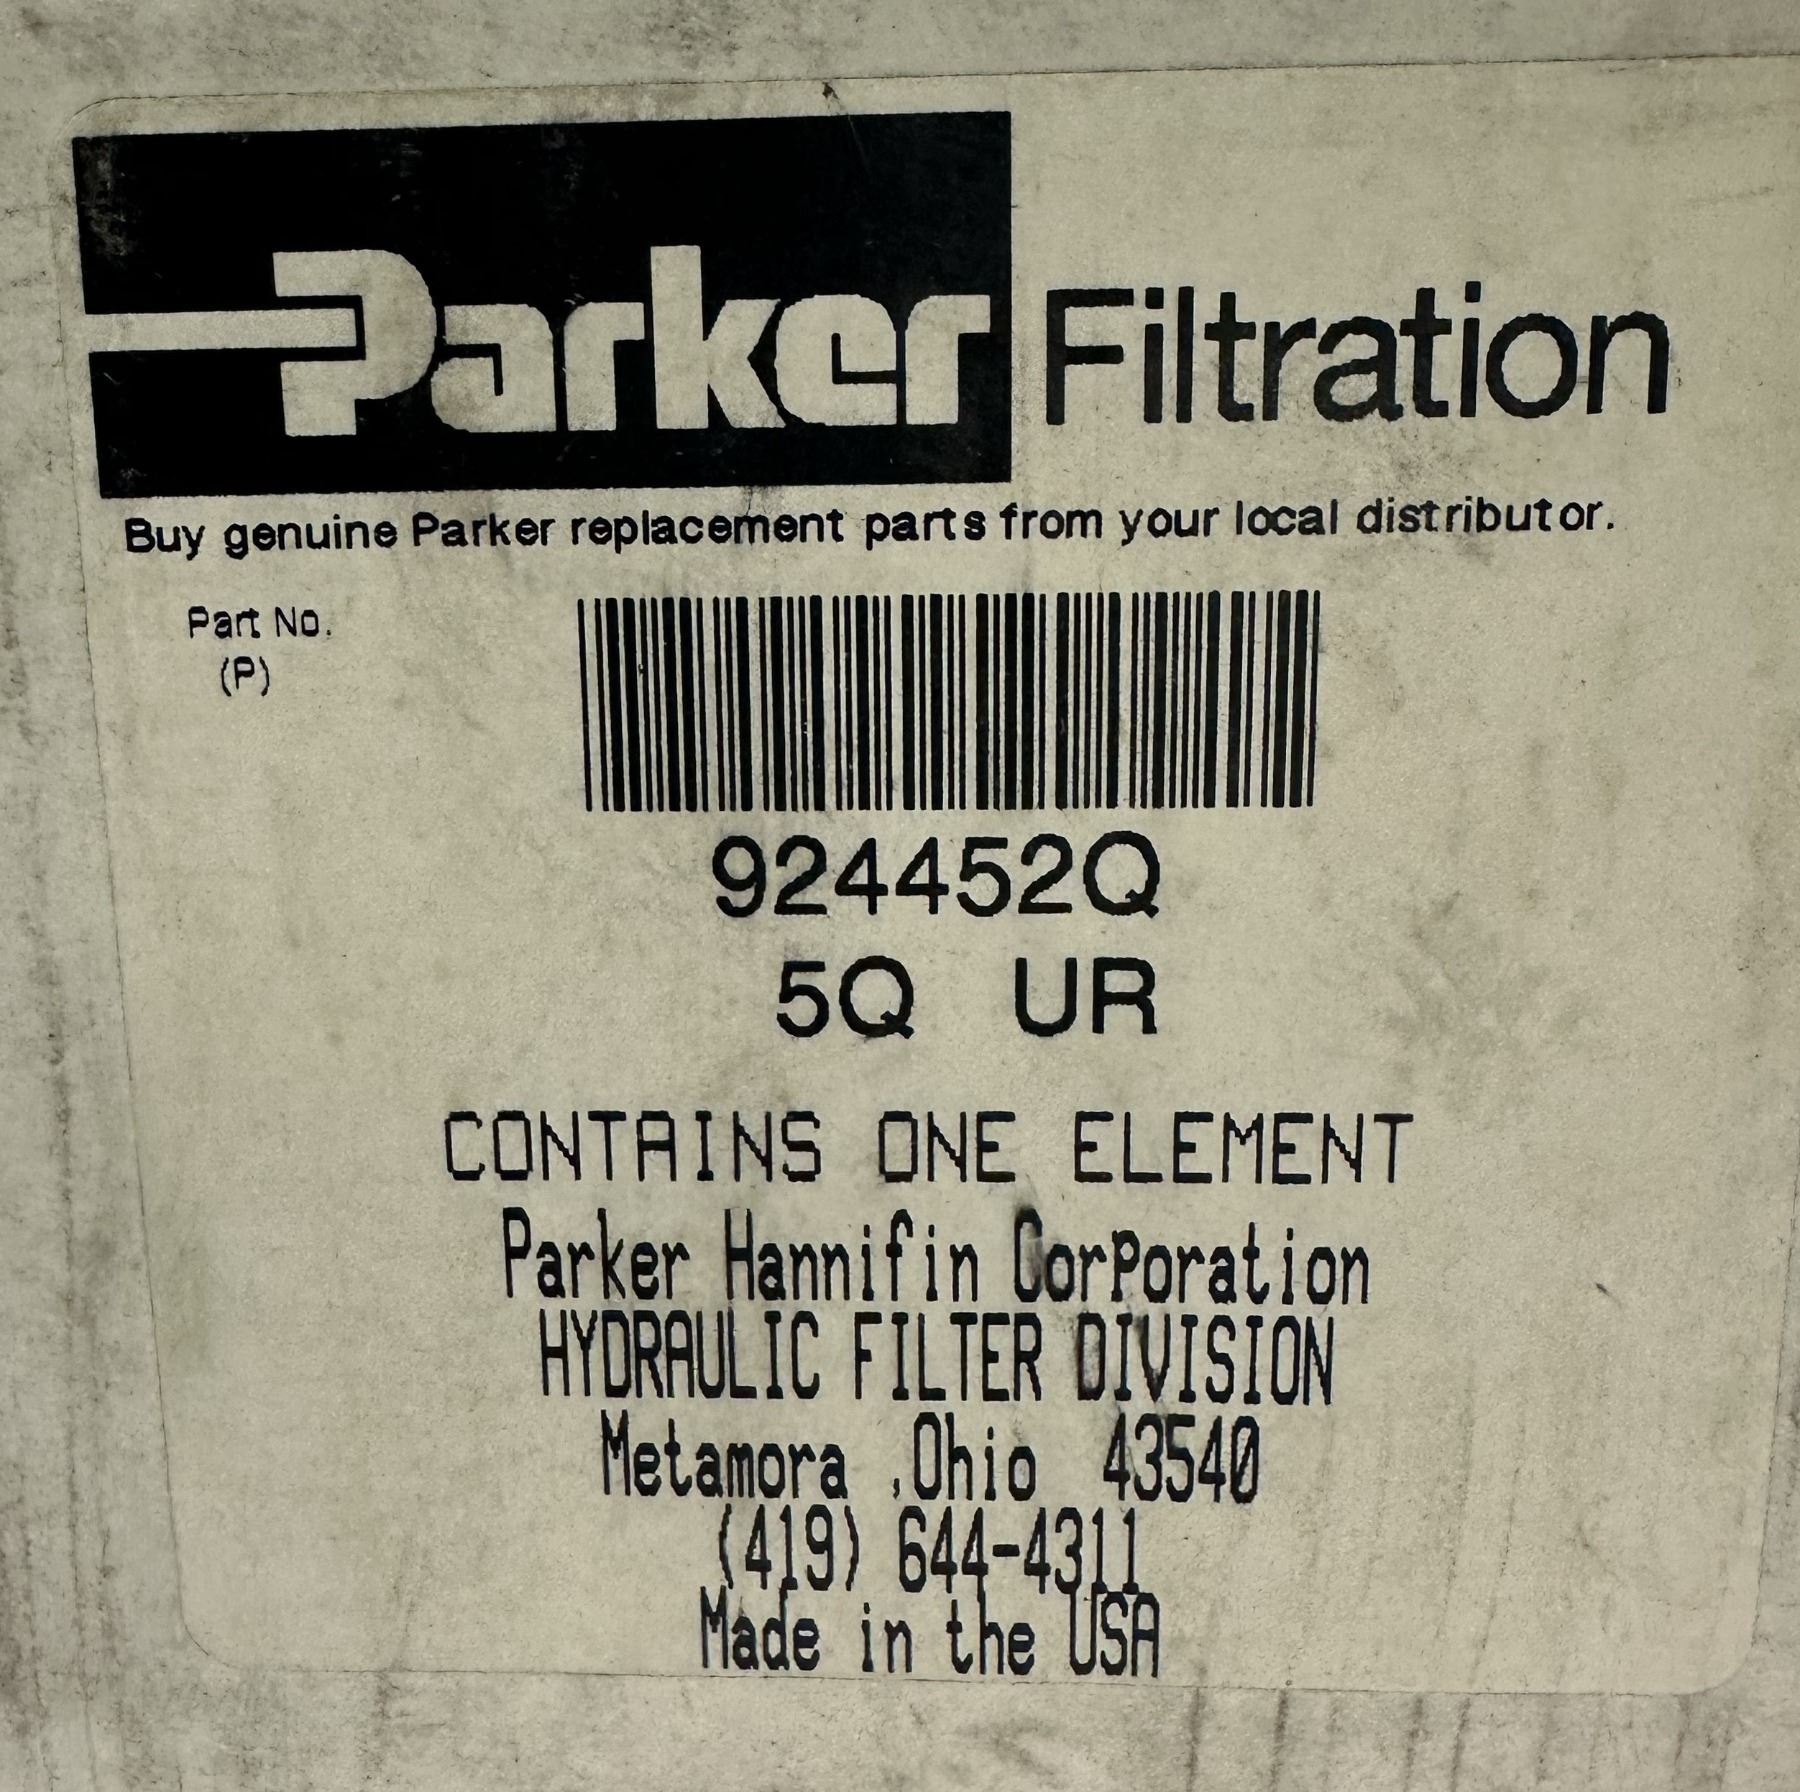 Parker Filtration
Buy genuine Parker replacement parts from your local distributor.
Part No.
(P)
924452Q
5Q UR
CONTAINS ONE ELEMENT
Parker Hannifin CorPoration
HYDRAULIC FILTER DIVISION
Metamora ,Ohio 43540
(419) 644-4311
Made in the USA